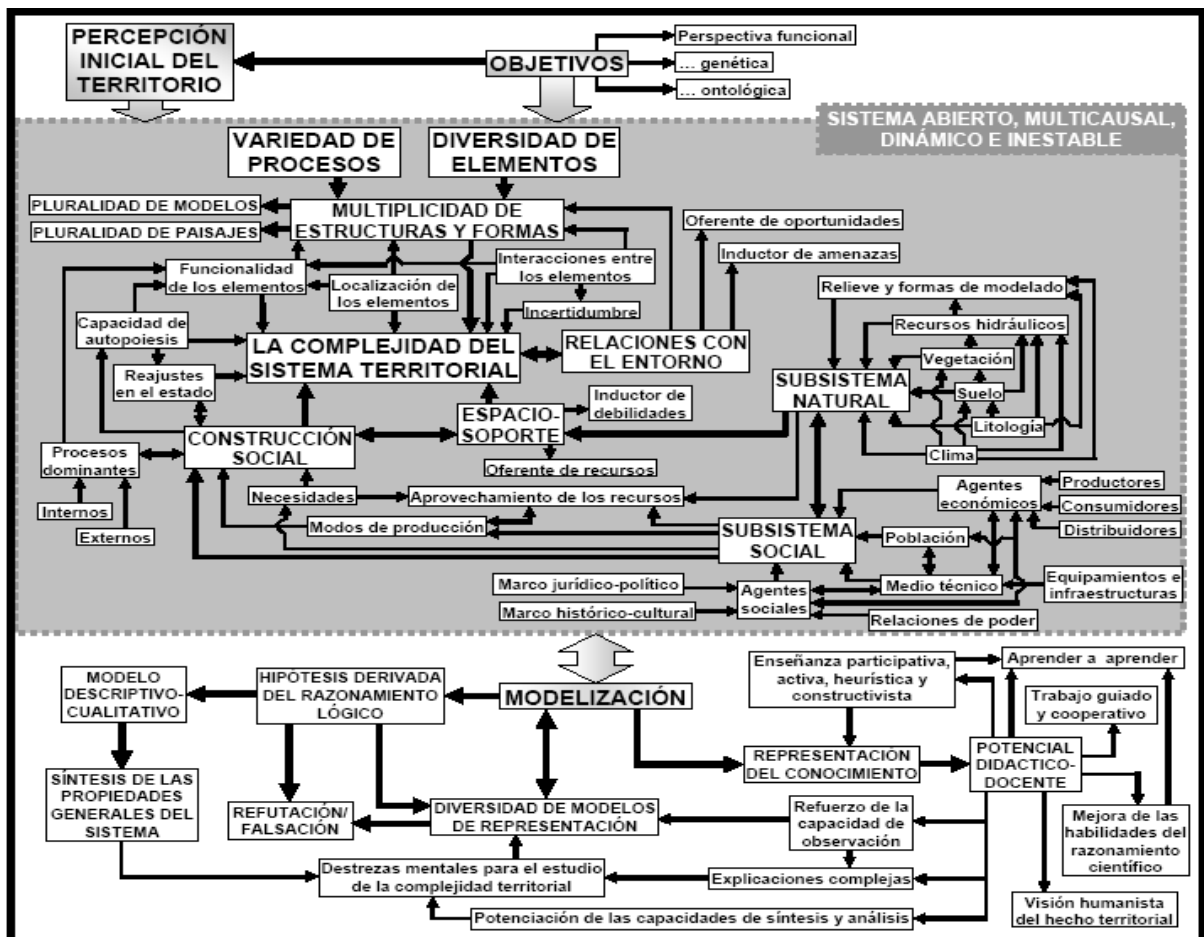 PERCEPCIÓN
INICIAL DEL
TERRITORIO
OBJETIVOS
Perspectiva funcional
... genética
... ontológica
SISTEMA ABIERTO, MULTICAUSAL,
DINÁMICO E INESTABLE
VARIEDAD DE
PROCESOS
DIVERSIDAD DE
ELEMENTOS
PLURALIDAD DE MODELOS
PLURALIDAD DE PAISAJES
MULTIPLICIDAD DE
ESTRUCTURAS Y FORMAS
Oferente de oportunidades
Inductor de amenazas
Funcionalidad
de los elementos
Localización de
los elementos
Interacciones entre
los elementos
Incertidumbre
Relieve y formas de modelado
Recursos hidráulicos
Vegetación
Suelo
Litología
Clima
Capacidad de
autopoiesis
Reajustes
en el estado
LA COMPLEJIDAD DEL
SISTEMA TERRITORIAL
RELACIONES CON
EL ENTORNO
SUBSISTEMA
NATURAL
Inductor de
debilidades
ESPACIO-
SOPORTE
Oferente de recursos
CONSTRUCCIÓN
SOCIAL
Procesos
dominantes
Internos
Externos
Necesidades
Aprovechamiento de los recursos
Modos de producción
SUBSISTEMA
SOCIAL
Agentes
económicos
Productores
Consumidores
Distribuidores
Población
Medio técnico
Equipamientos e
infraestructuras
Marco jurídico-político
Marco histórico-cultural
Agentes
sociales
Relaciones de poder
MODELO
DESCRIPTIVO-
CUALITATIVO
HIPÓTESIS DERIVADA
DEL RAZONAMIENTO
LÓGICO
MODELIZACIÓN
Enseñanza participativa,
activa, heurística y
constructivista
Aprender a aprender
Trabajo guiado
y cooperativo
REPRESENTACIÓN
DEL CONOCIMIENTO
POTENCIAL
DIDACTICO-
DOCENTE
SÍNTESIS DE LAS
PROPIEDADES
GENERALES DEL
SISTEMA
REFUTACIÓN/
FALSACIÓN
DIVERSIDAD DE MODELOS
DE REPRESENTACIÓN
Refuerzo de la
capacidad de
observación
Mejora de las
habilidades del
razonamiento
científico
Destrezas mentales para el estudio
de la complejidad territorial
Explicaciones complejas
Potenciación de las capacidades de síntesis y análisis
Visión humanista
del hecho territorial